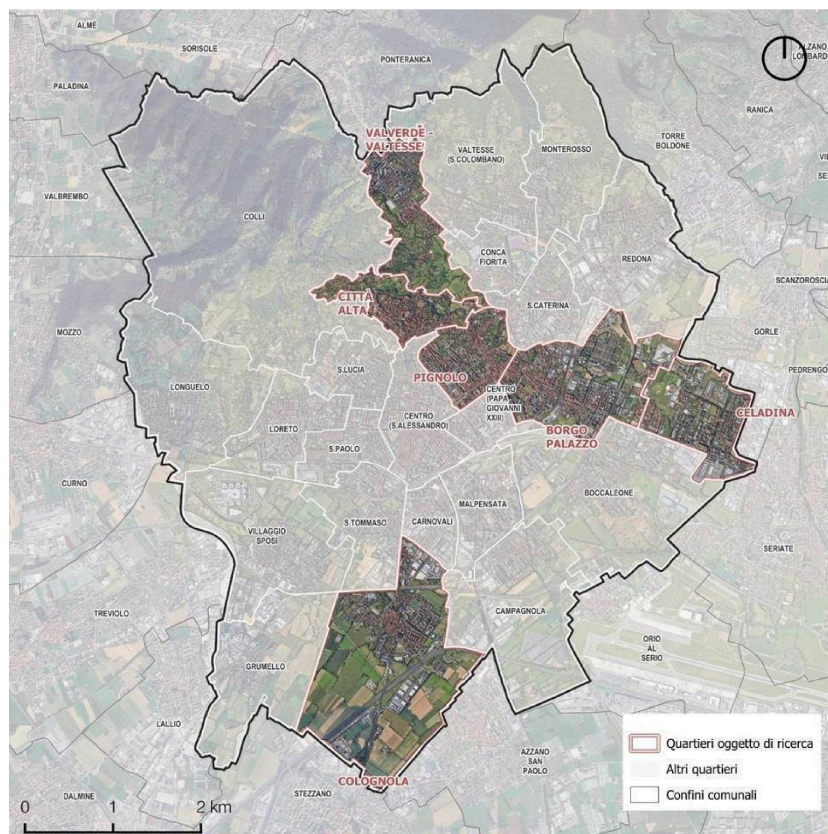 ALMÈ
SORISOLE
PONTERANICA
ALZANO
LOMBARDO
PALADINA
RANICA
VALVERDE -
VALTESSE
VALTESSE
(S.COLOMBANO)
MONTEROSSO
TORRE
BOLDONE
VALBREMBO
COLLI
CONCA
FIORITA
REDONA
SCANZOROSCIA
CITTÀ
ALTA
S.CATERINA
MOZZO
GORLE
PEDRENGO
S.LUCIA
PIGNOLO
LONGUELO
CENTRO
(PAPA
GIOVANNI
XXIII)
CELADINA
LORETO
CENTRO
(S.ALESSANDRO)
BORGO
PALAZZO
S.PAOLO
CURNO
BOCCALEONE
MALPENSATA
S.TOMMASO
CARNOVALI
VILLAGGIO
SPOSI
SERIATE
TREVIOLO
CAMPAGNOLA
ORIO
AL
SERIO
GRUMELLO
LALLIO
AZZANO
SAN
PAOLO
COLOGNOLA
STEZZANO
DALMINE
Quartieri oggetto di ricerca
Altri quartieri
Confini comunali
0 1 2 km